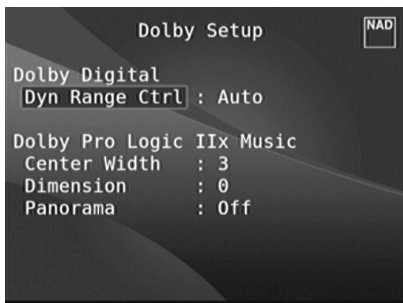 Dolby Setup
NAD
Dolby Digital
Dyn Range Ctrl : Auto
Dolby Pro Logic IIx Music
Center Width : 3
Dimension : 0
Panorama : Off